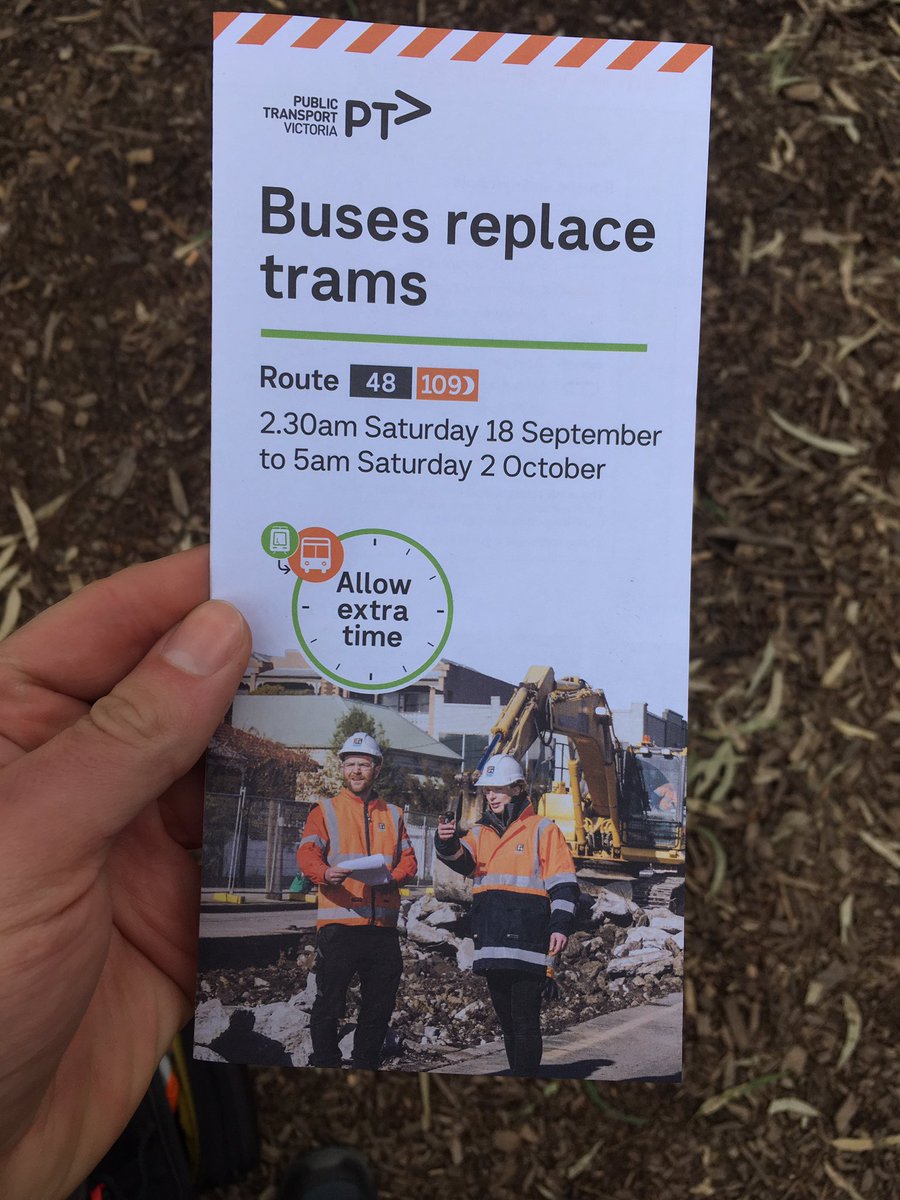 PUBLIC
TRANSPORT
VICTORIA PT
Buses replace
trams
Route 48 109
2.30am Saturday 18 September
to 5am Saturday 2 October
Allow
extra
time